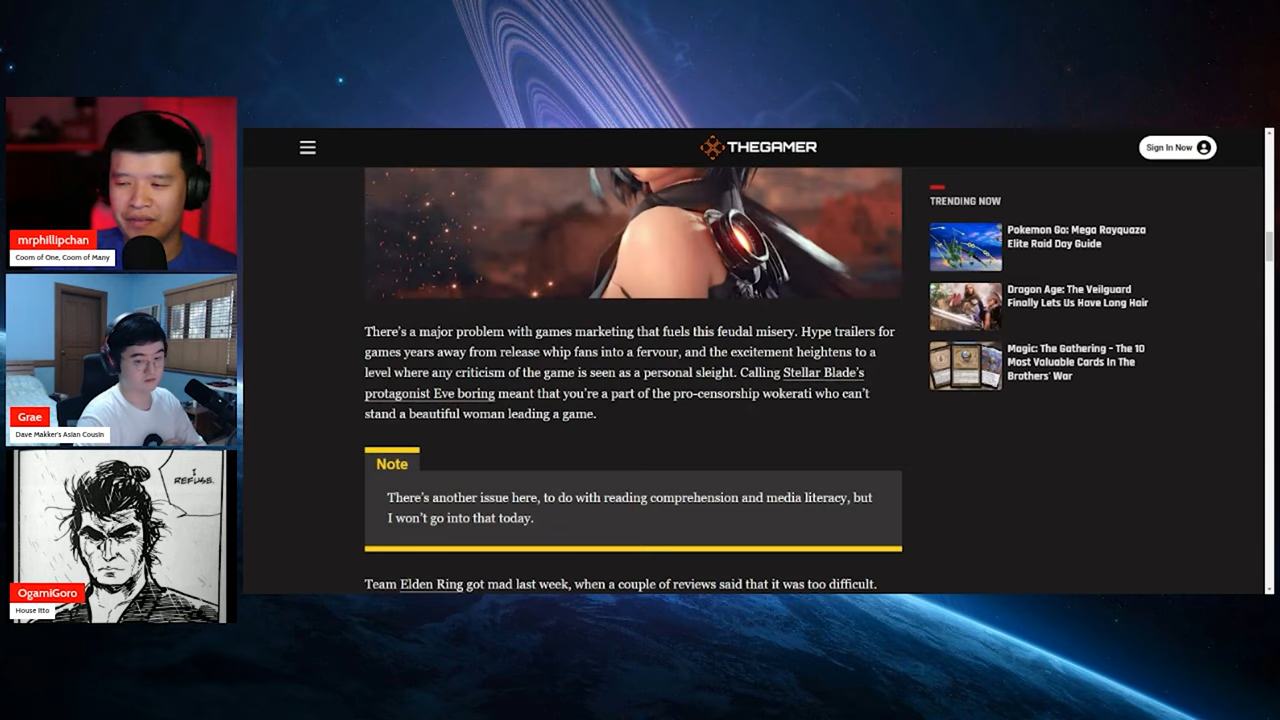 mrphillipchan
Coom of One, Coom of Many
Grae
Dave Makker's Asian Cousin
I
REFUSE.
OgamiGoro
House Itto
THEGAMER
Sign In Now
There's a major problem with games marketing that fuels this feudal misery. Hype trailers for
games years away from release whip fans into a fervour, and the excitement heightens to a
level where any criticism of the game is seen as a personal sleight. Calling Stellar Blade's
protagonist Eve boring meant that you're a part of the pro-censorship wokerati who can't
stand a beautiful woman leading a game.
Note
There's another issue here, to do with reading comprehension and media literacy, but
I won't go into that today.
Team Elden Ring got mad last week, when a couple of reviews said that it was too difficult.
TRENDING NOW
Pokemon Go: Mega Rayquaza
Elite Raid Day Guide
Dragon Age: The Veilguard
Finally Lets Us Have Long Hair
Magic: The Gathering - The 10
Most Valuable Cards In The
Brothers' War